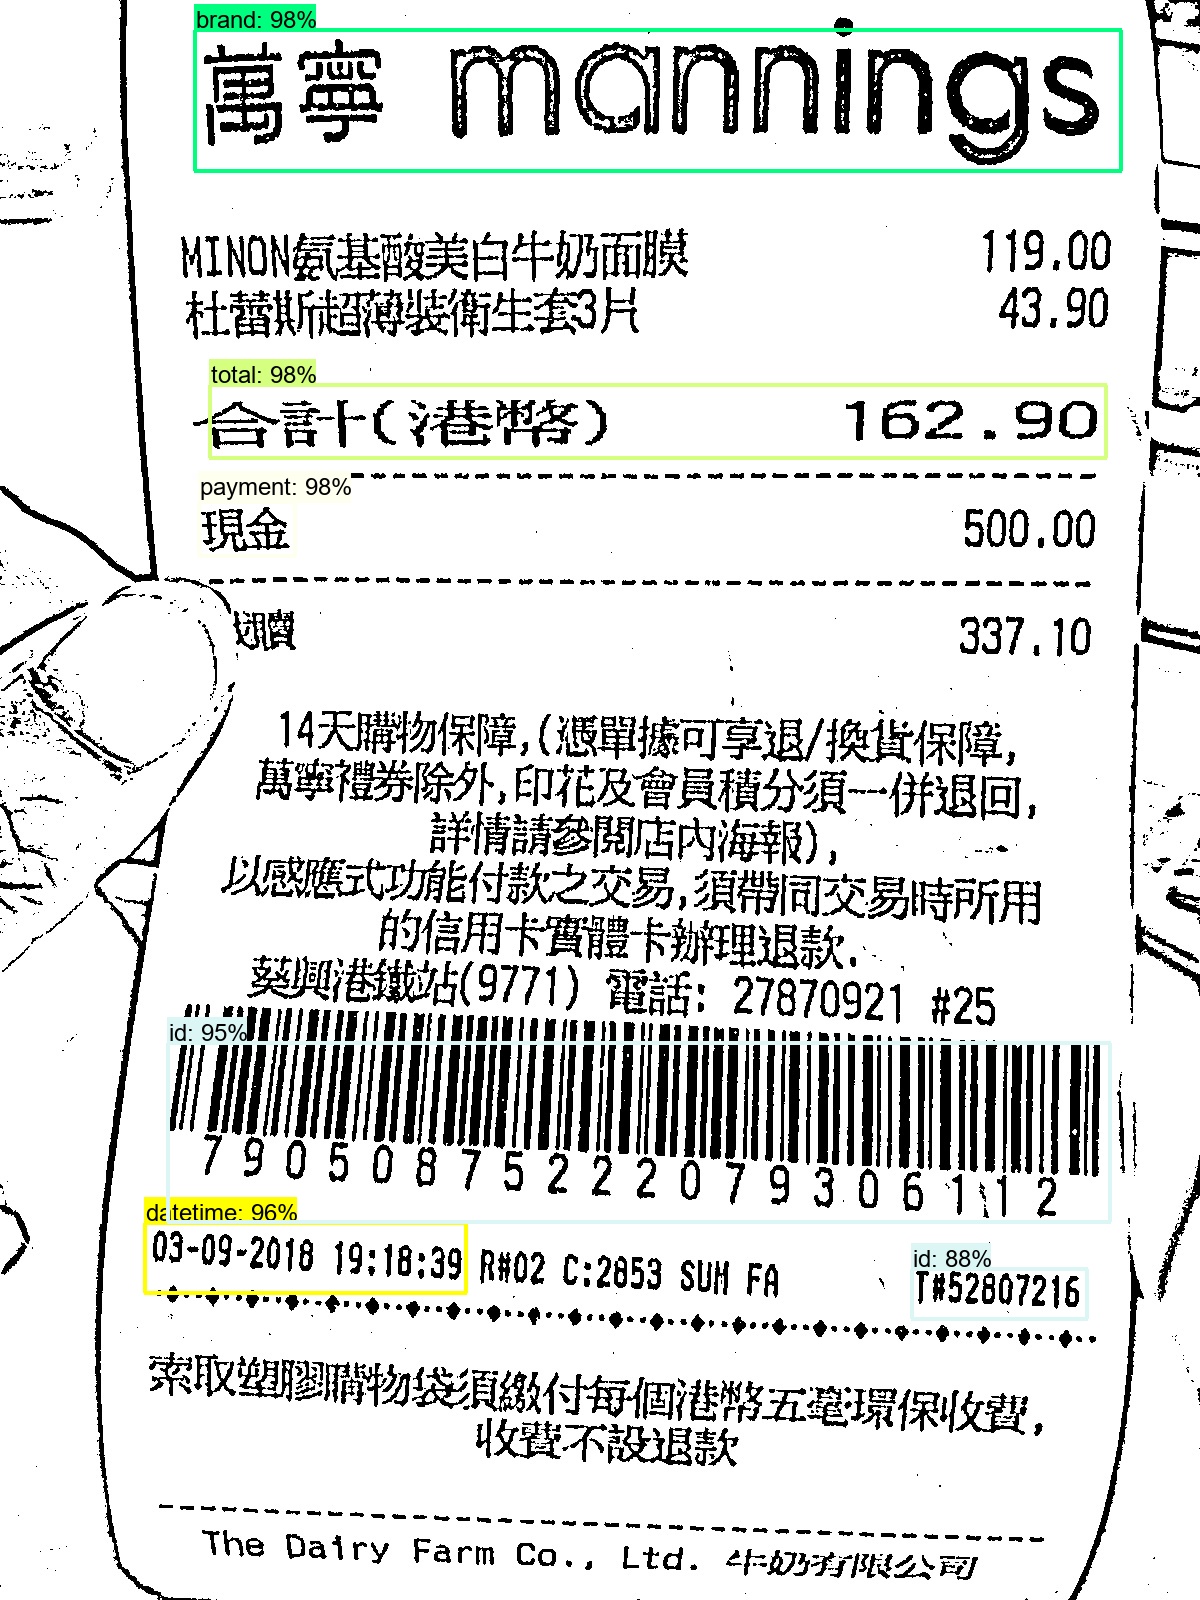 brand: 98%
萬寧 mannings
MINON氨基酸美白牛奶面膜 119.00
杜蕾斯超薄裝衛生套3片 43.90
total: 98%
合計(港幣) 162.90
payment: 98%
現金 500.00
找續 337.10
14天購物保障,(憑單據可享退/換貨保障,
萬寧禮券除外,印花及會員積分須一併退回,
詳情請參閱店內海報),
以感應式功能付款之交易,須帶同交易時所用
的信用卡實體卡辦理退款.
葵興港鐵站(9771) 電話: 27870921 #25
id: 95%
79050875222079306112
datetime: 96%
03-09-2018 19:18:39 R#02 C:2853 SUM FA
id: 88%
T#52807216
索取塑膠購物袋須繳付每個港幣五毫環保收費,
收費不設退款
The Dairy Farm Co., Ltd. 牛奶有限公司